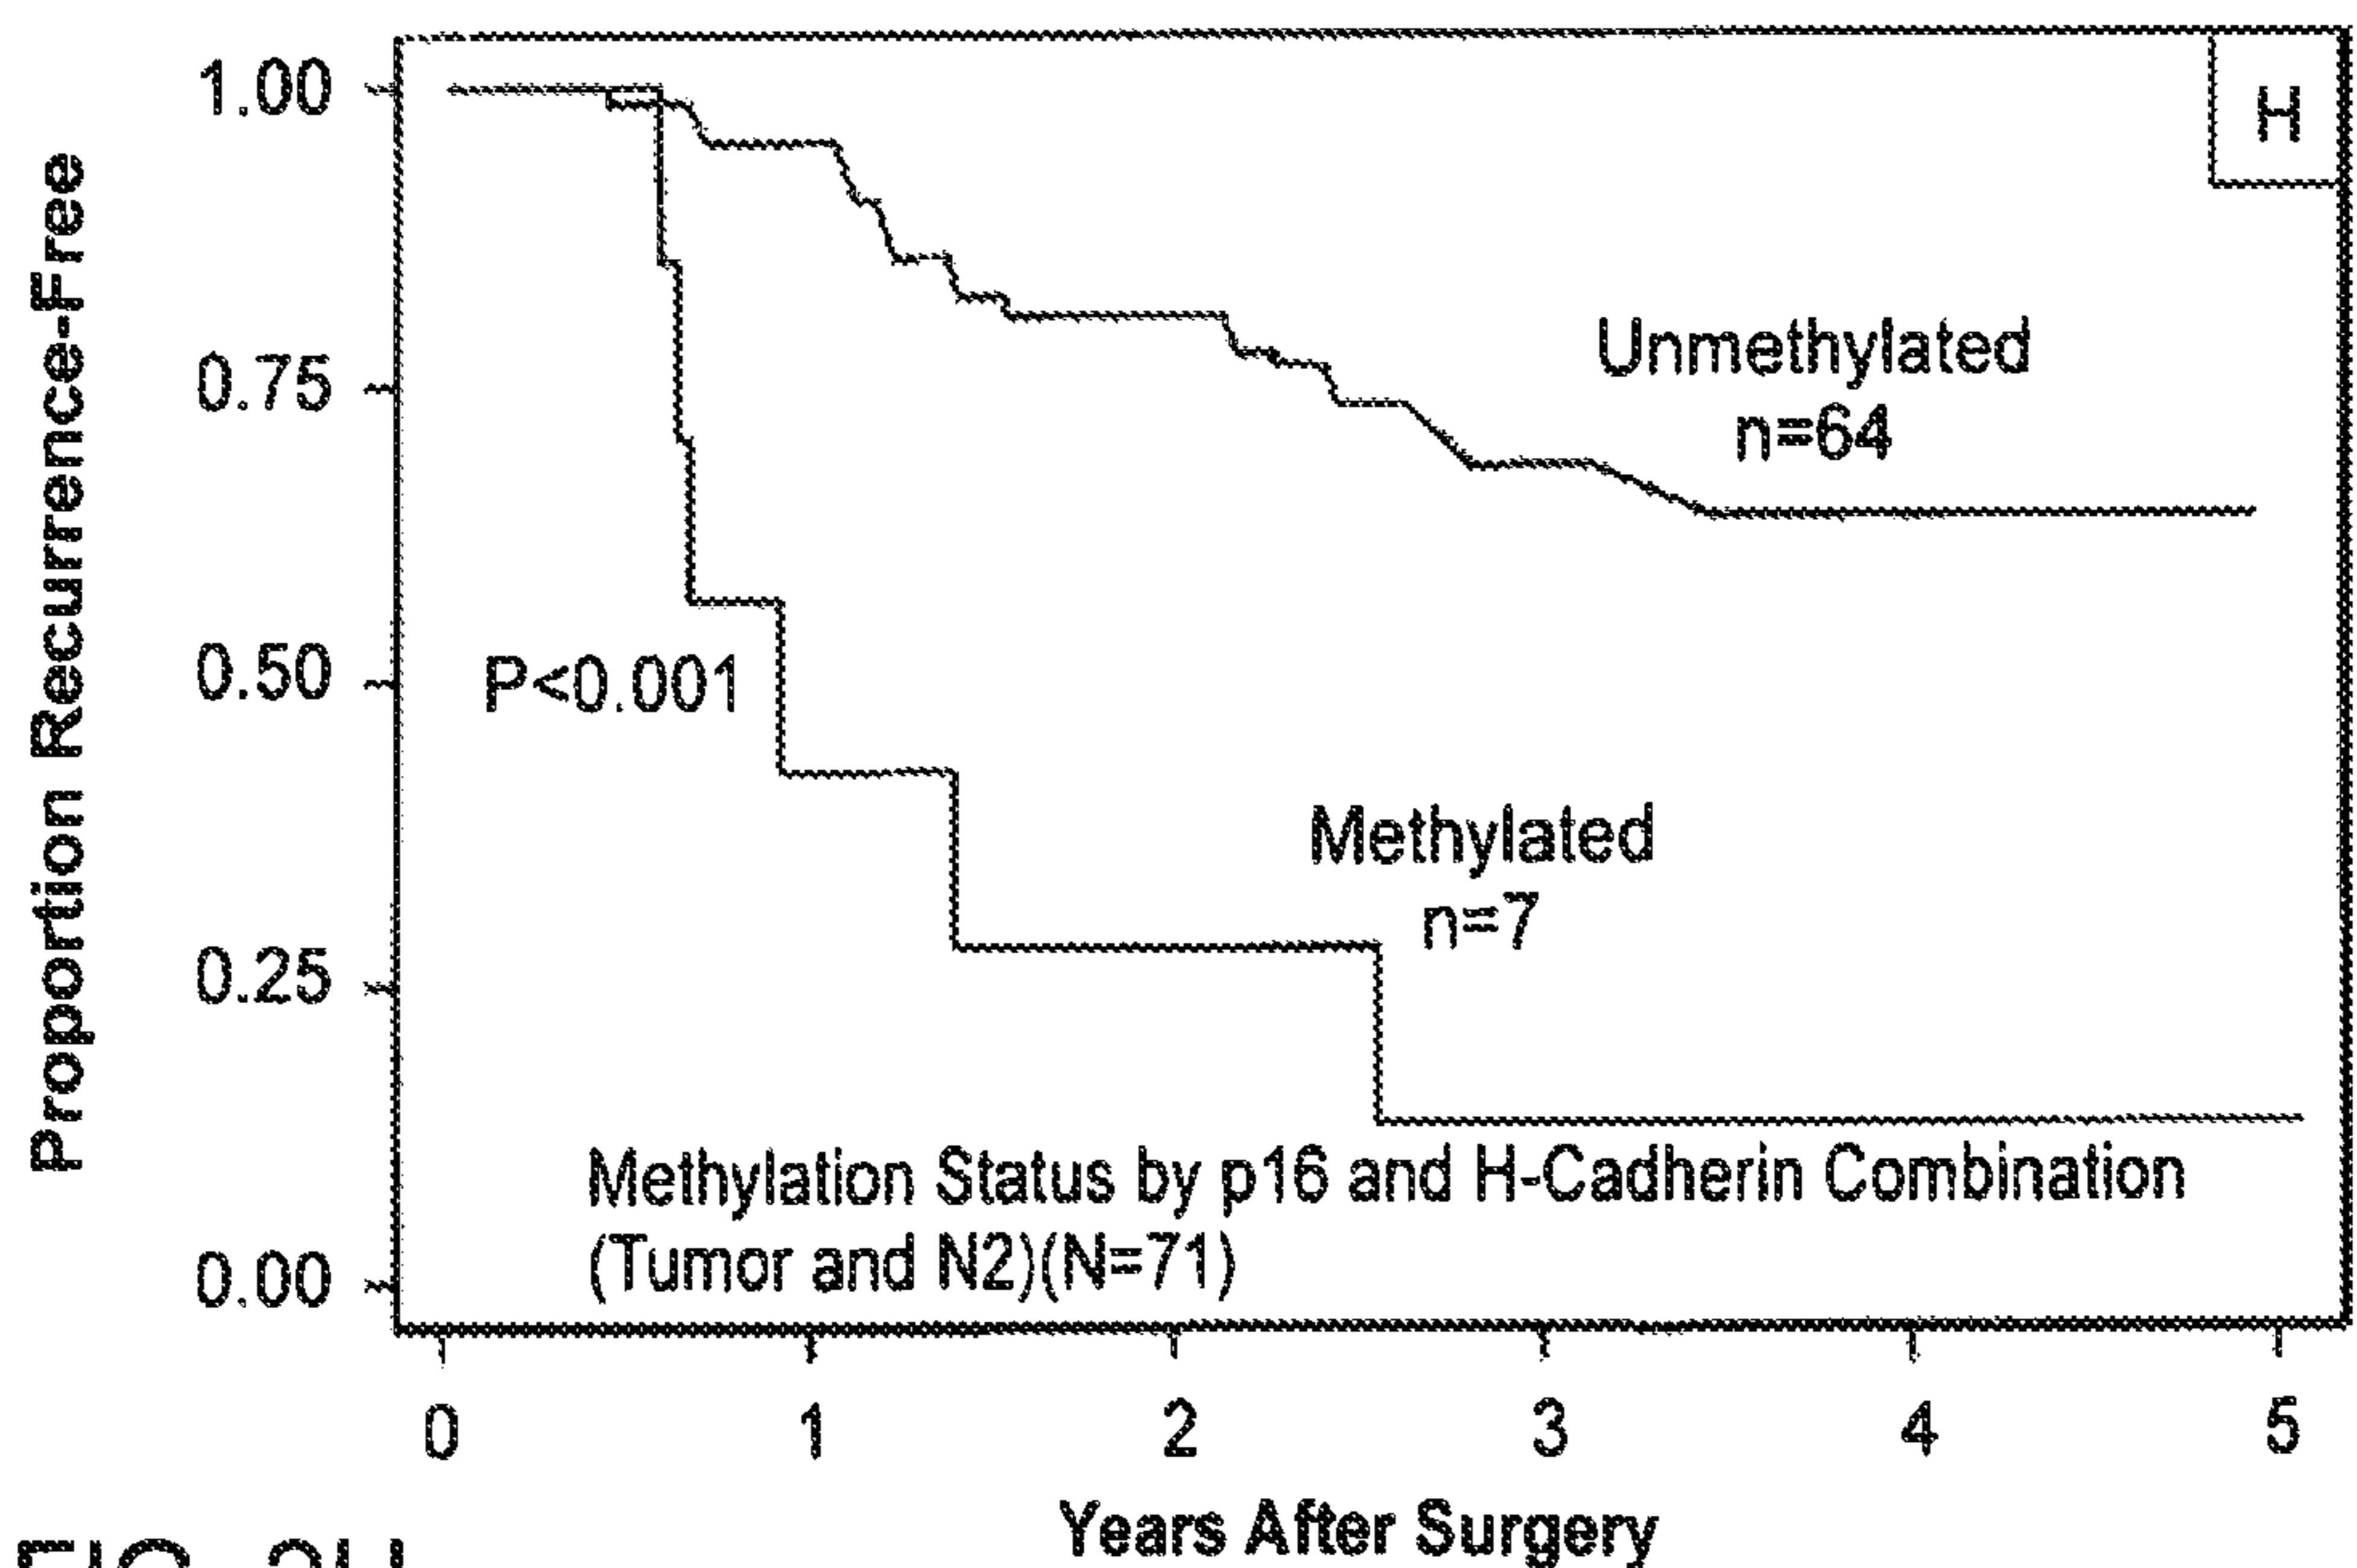 H
Proportion Recurrence-Free
1.00
0.75
0.50
0.25
0.00
Unmethylated
n=64
P<0.001
Methylated
n=7
Methylation Status by p16 and H-Cadherin Combination
(Tumor and N2)(N=71)
0 1 2 3 4 5
Years After Surgery